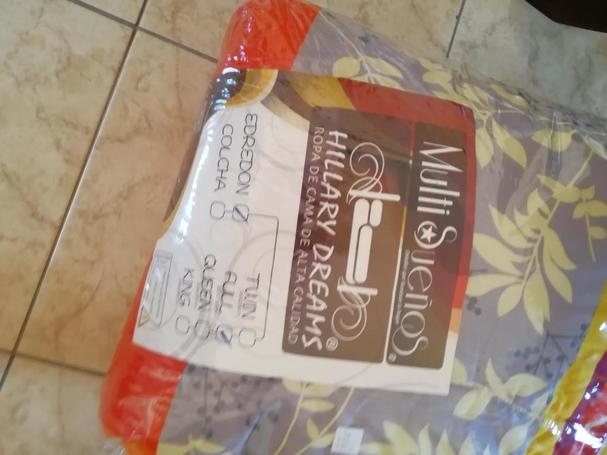 Multi Sueños®
HILLARY DREAMS®
ROPA DE CAMA DE ALTA CALIDAD
EDREDON
COLCHA
TWIN
FULL
QUEEN
KING